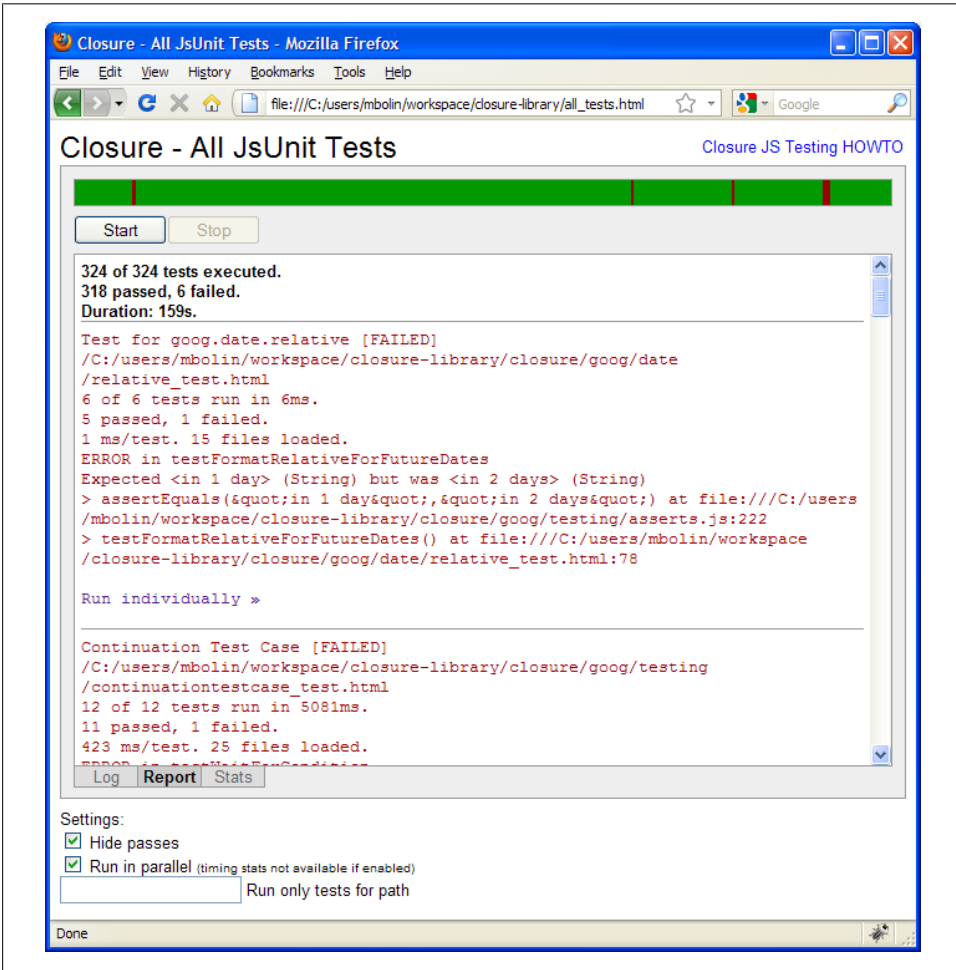 Closure - All JsUnit Tests - Mozilla Firefox
File Edit View History Bookmarks Tools Help
file:///C:/users/mbolin/workspace/closure-library/all_tests.html
Google
Closure - All JsUnit Tests
Closure JS Testing HOWTO
Start Stop
324 of 324 tests executed.
318 passed, 6 failed.
Duration: 159s.
Test for goog.date.relative [FAILED]
/C:/users/mbolin/workspace/closure-library/closure/goog/date
/relative_test.html
6 of 6 tests run in 6ms.
5 passed, 1 failed.
1 ms/test. 15 files loaded.
ERROR in testFormatRelativeForFutureDates
Expected <in 1 day> (String) but was <in 2 days> (String)
> assertEquals(&quot;in 1 day&quot;,&quot;in 2 days&quot;) at file:///C:/users
/mbolin/workspace/closure-library/closure/goog/testing/asserts.js:222
> testFormatRelativeForFutureDates() at file:///C:/users/mbolin/workspace
/closure-library/closure/goog/date/relative_test.html:78
Run individually »
Continuation Test Case [FAILED]
/C:/users/mbolin/workspace/closure-library/closure/goog/testing
/continuationtestcase_test.html
12 of 12 tests run in 5081ms.
11 passed, 1 failed.
423 ms/test. 25 files loaded.
ERROR in testWaitForCondition
Log Report Stats
Settings:
Hide passes
Run in parallel (timing stats not available if enabled)
Run only tests for path
Done